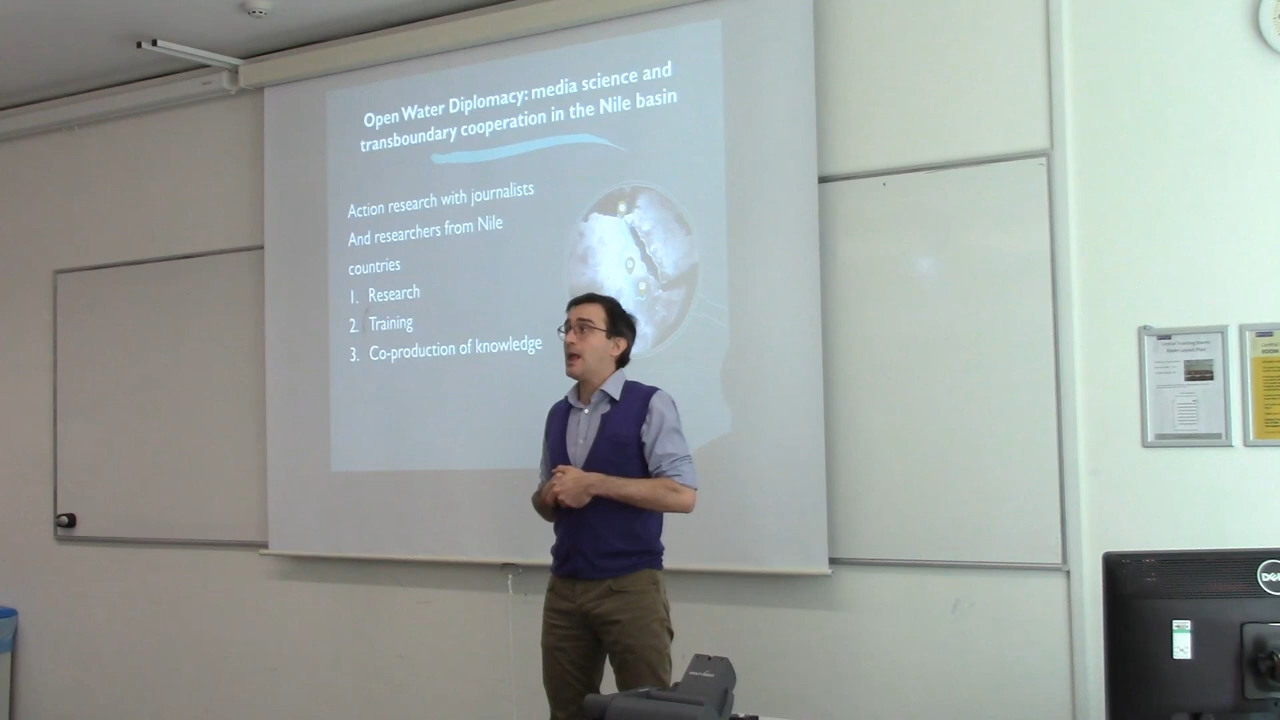 Open Water Diplomacy: media science and
transboundary cooperation in the Nile basin
Action research with journalists
And researchers from Nile
countries
1. Research
2. Training
3. Co-production of knowledge